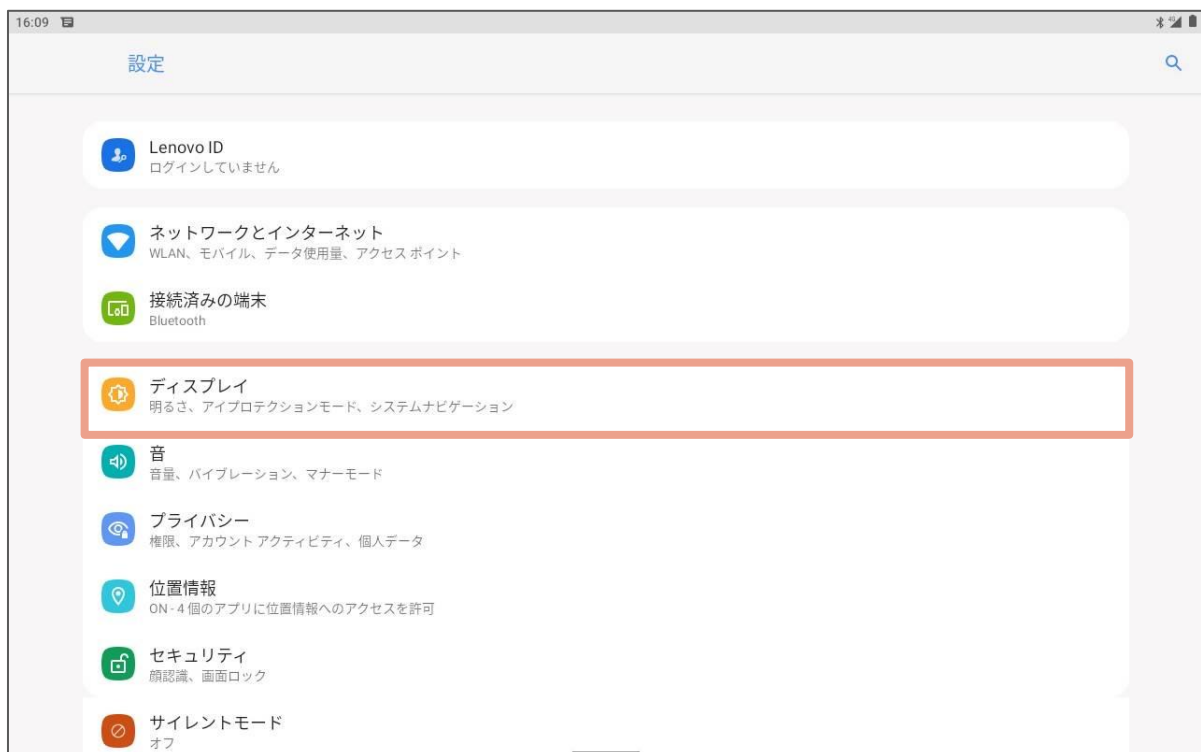 16:09
設定
Lenovo ID
ログインしていません
ネットワークとインターネット
WLAN、モバイル、データ使用量、アクセス ポイント
接続済みの端末
Bluetooth
ディスプレイ
明るさ、アイプロテクションモード、システムナビゲーション
音
音量、バイブレーション、マナーモード
プライバシー
権限、アカウント アクティビティ、個人データ
位置情報
ON - 4 個のアプリに位置情報へのアクセスを許可
セキュリティ
顔認識、画面ロック
サイレントモード
オフ